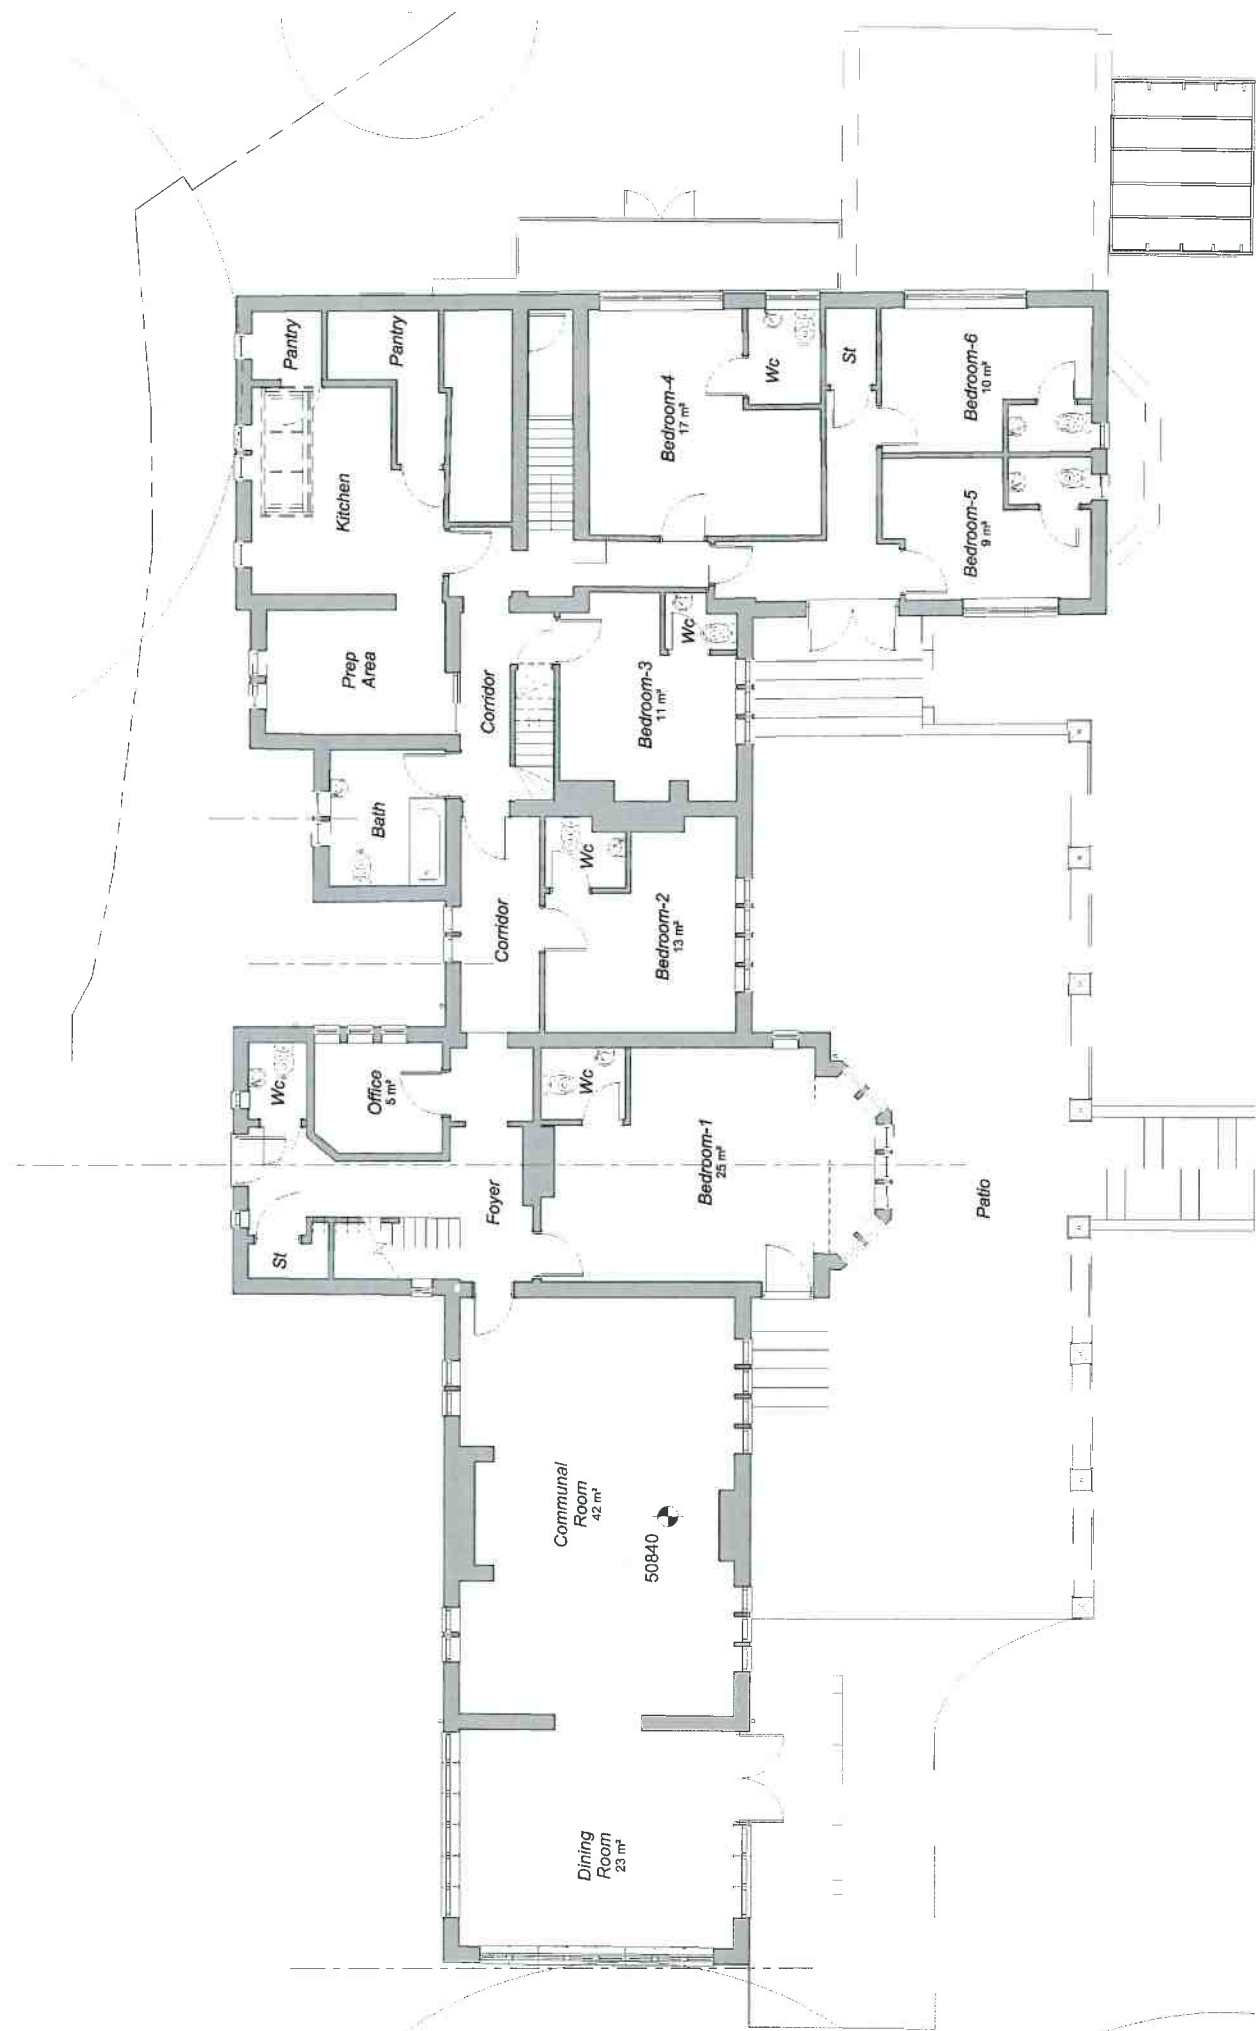 Pantry
Pantry
Kitchen
Prep
Area
Bath
Corridor
Corridor
Bedroom-4
17 m²
Wc
St
Bedroom-6
10 m²
Bedroom-5
9 m²
Bedroom-3
11 m²
Wc
Bedroom-2
13 m²
Wc
Wc
Office
5 m²
Wc
Bedroom-1
25 m²
Foyer
St
Patio
Communal
Room
42 m²
50840
Dining
Room
23 m²